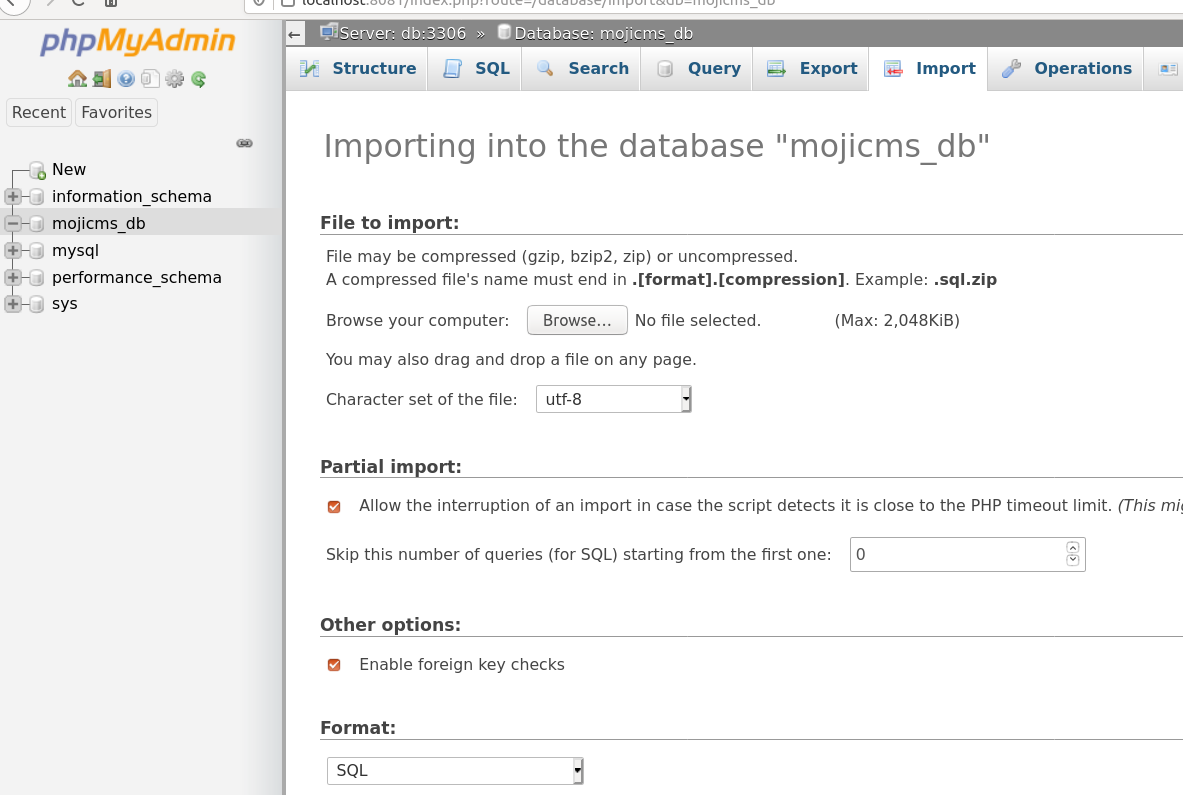 localhost:8081/index.php?route=/database/import&db=mojicms_db
phpMyAdmin
Recent Favorites
New
information_schema
mojicms_db
mysql
performance_schema
sys
Server: db:3306 » Database: mojicms_db
Structure SQL Search Query Export Import Operations
Importing into the database "mojicms_db"
File to import:
File may be compressed (gzip, bzip2, zip) or uncompressed.
A compressed file's name must end in .[format].[compression]. Example: .sql.zip
Browse your computer: Browse... No file selected. (Max: 2,048KiB)
You may also drag and drop a file on any page.
Character set of the file: utf-8
Partial import:
Allow the interruption of an import in case the script detects it is close to the PHP timeout limit. (This mig
Skip this number of queries (for SQL) starting from the first one: 0
Other options:
Enable foreign key checks
Format:
SQL